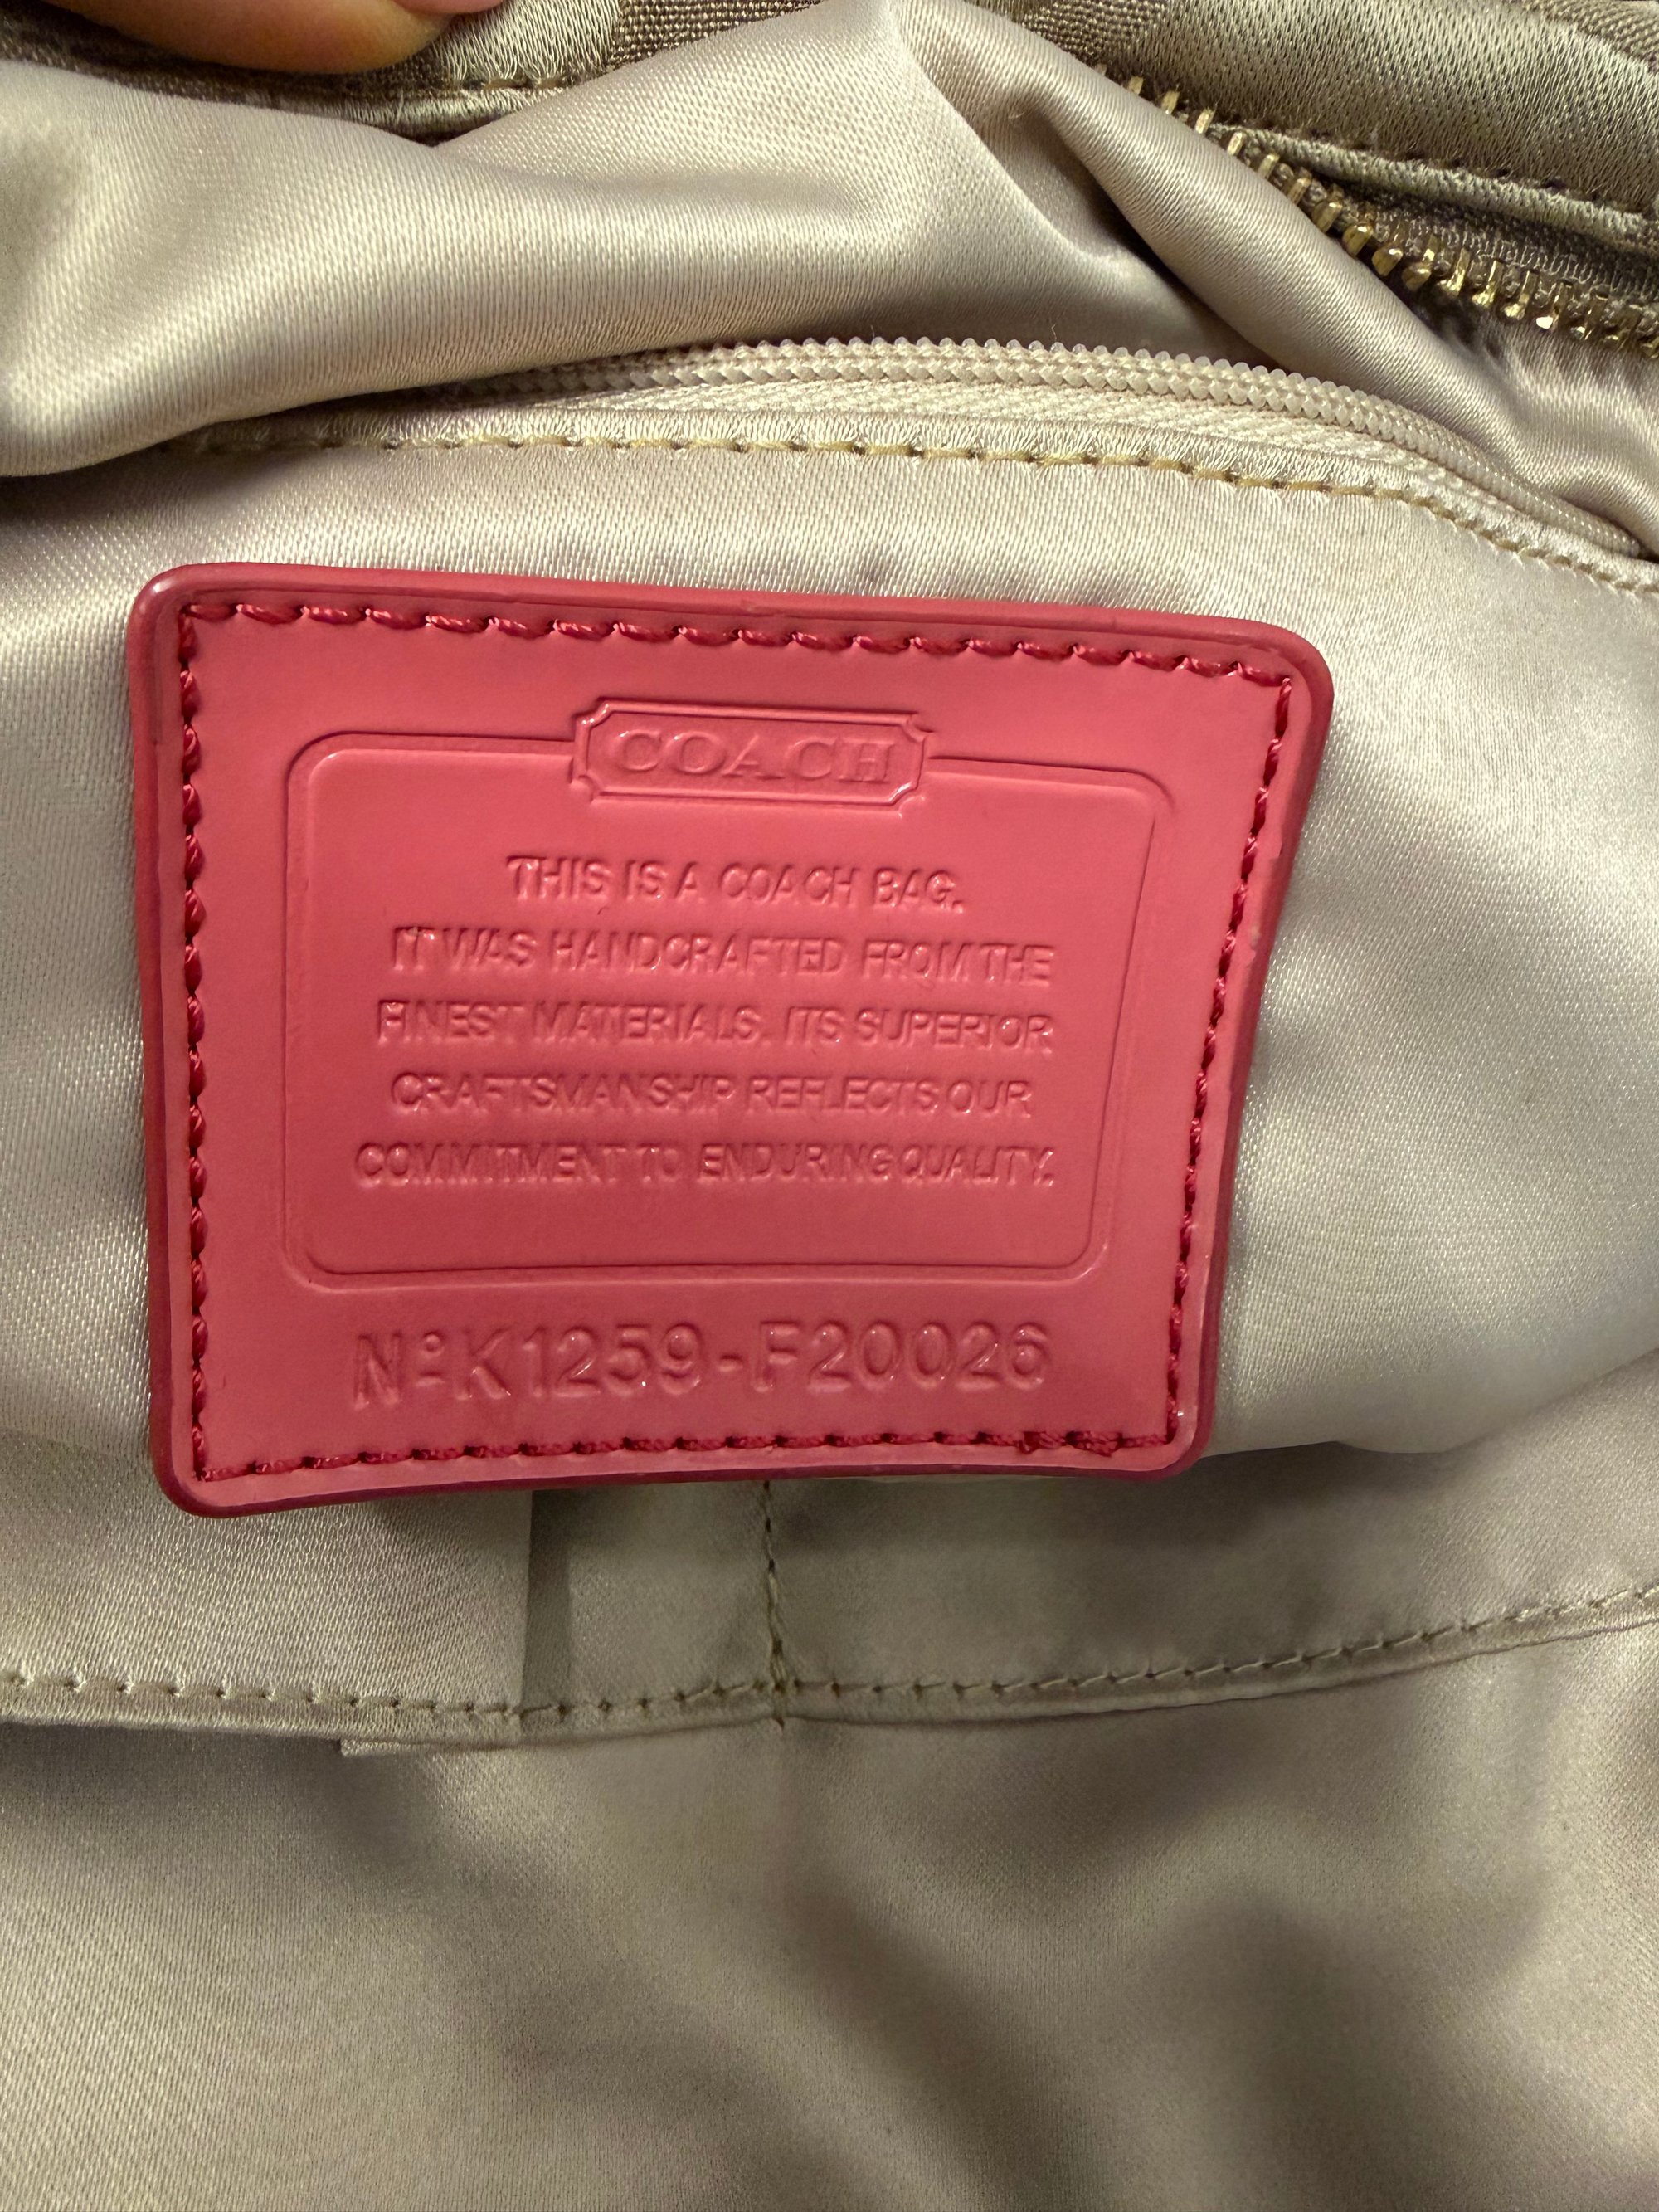 COACH
THIS IS A COACH BAG.
IT WAS HANDCRAFTED FROM THE
FINEST MATERIALS. ITS SUPERIOR
CRAFTSMANSHIP REFLECTS OUR
COMMITMENT TO ENDURING QUALITY.
Nº K1259-F20026